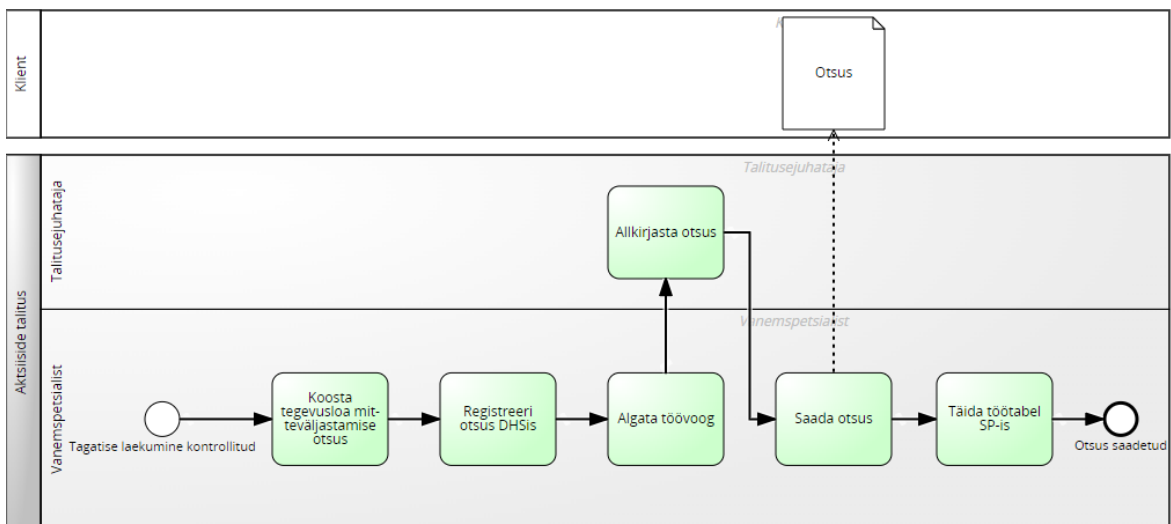 Klient
Otsus
Aktsiiside talitus
Talitusejuhataja
Talitusejuhataja
Allkirjasta otsus
Vanemspetsialist
Vanemspetsialist
Tagatise laekumine kontrollitud
Koosta
tegevusloa mit-
teväljastamise
otsus
Registreeri
otsus DHSis
Algata töövoog
Saada otsus
Täida töötabel
SP-is
Otsus saadetud